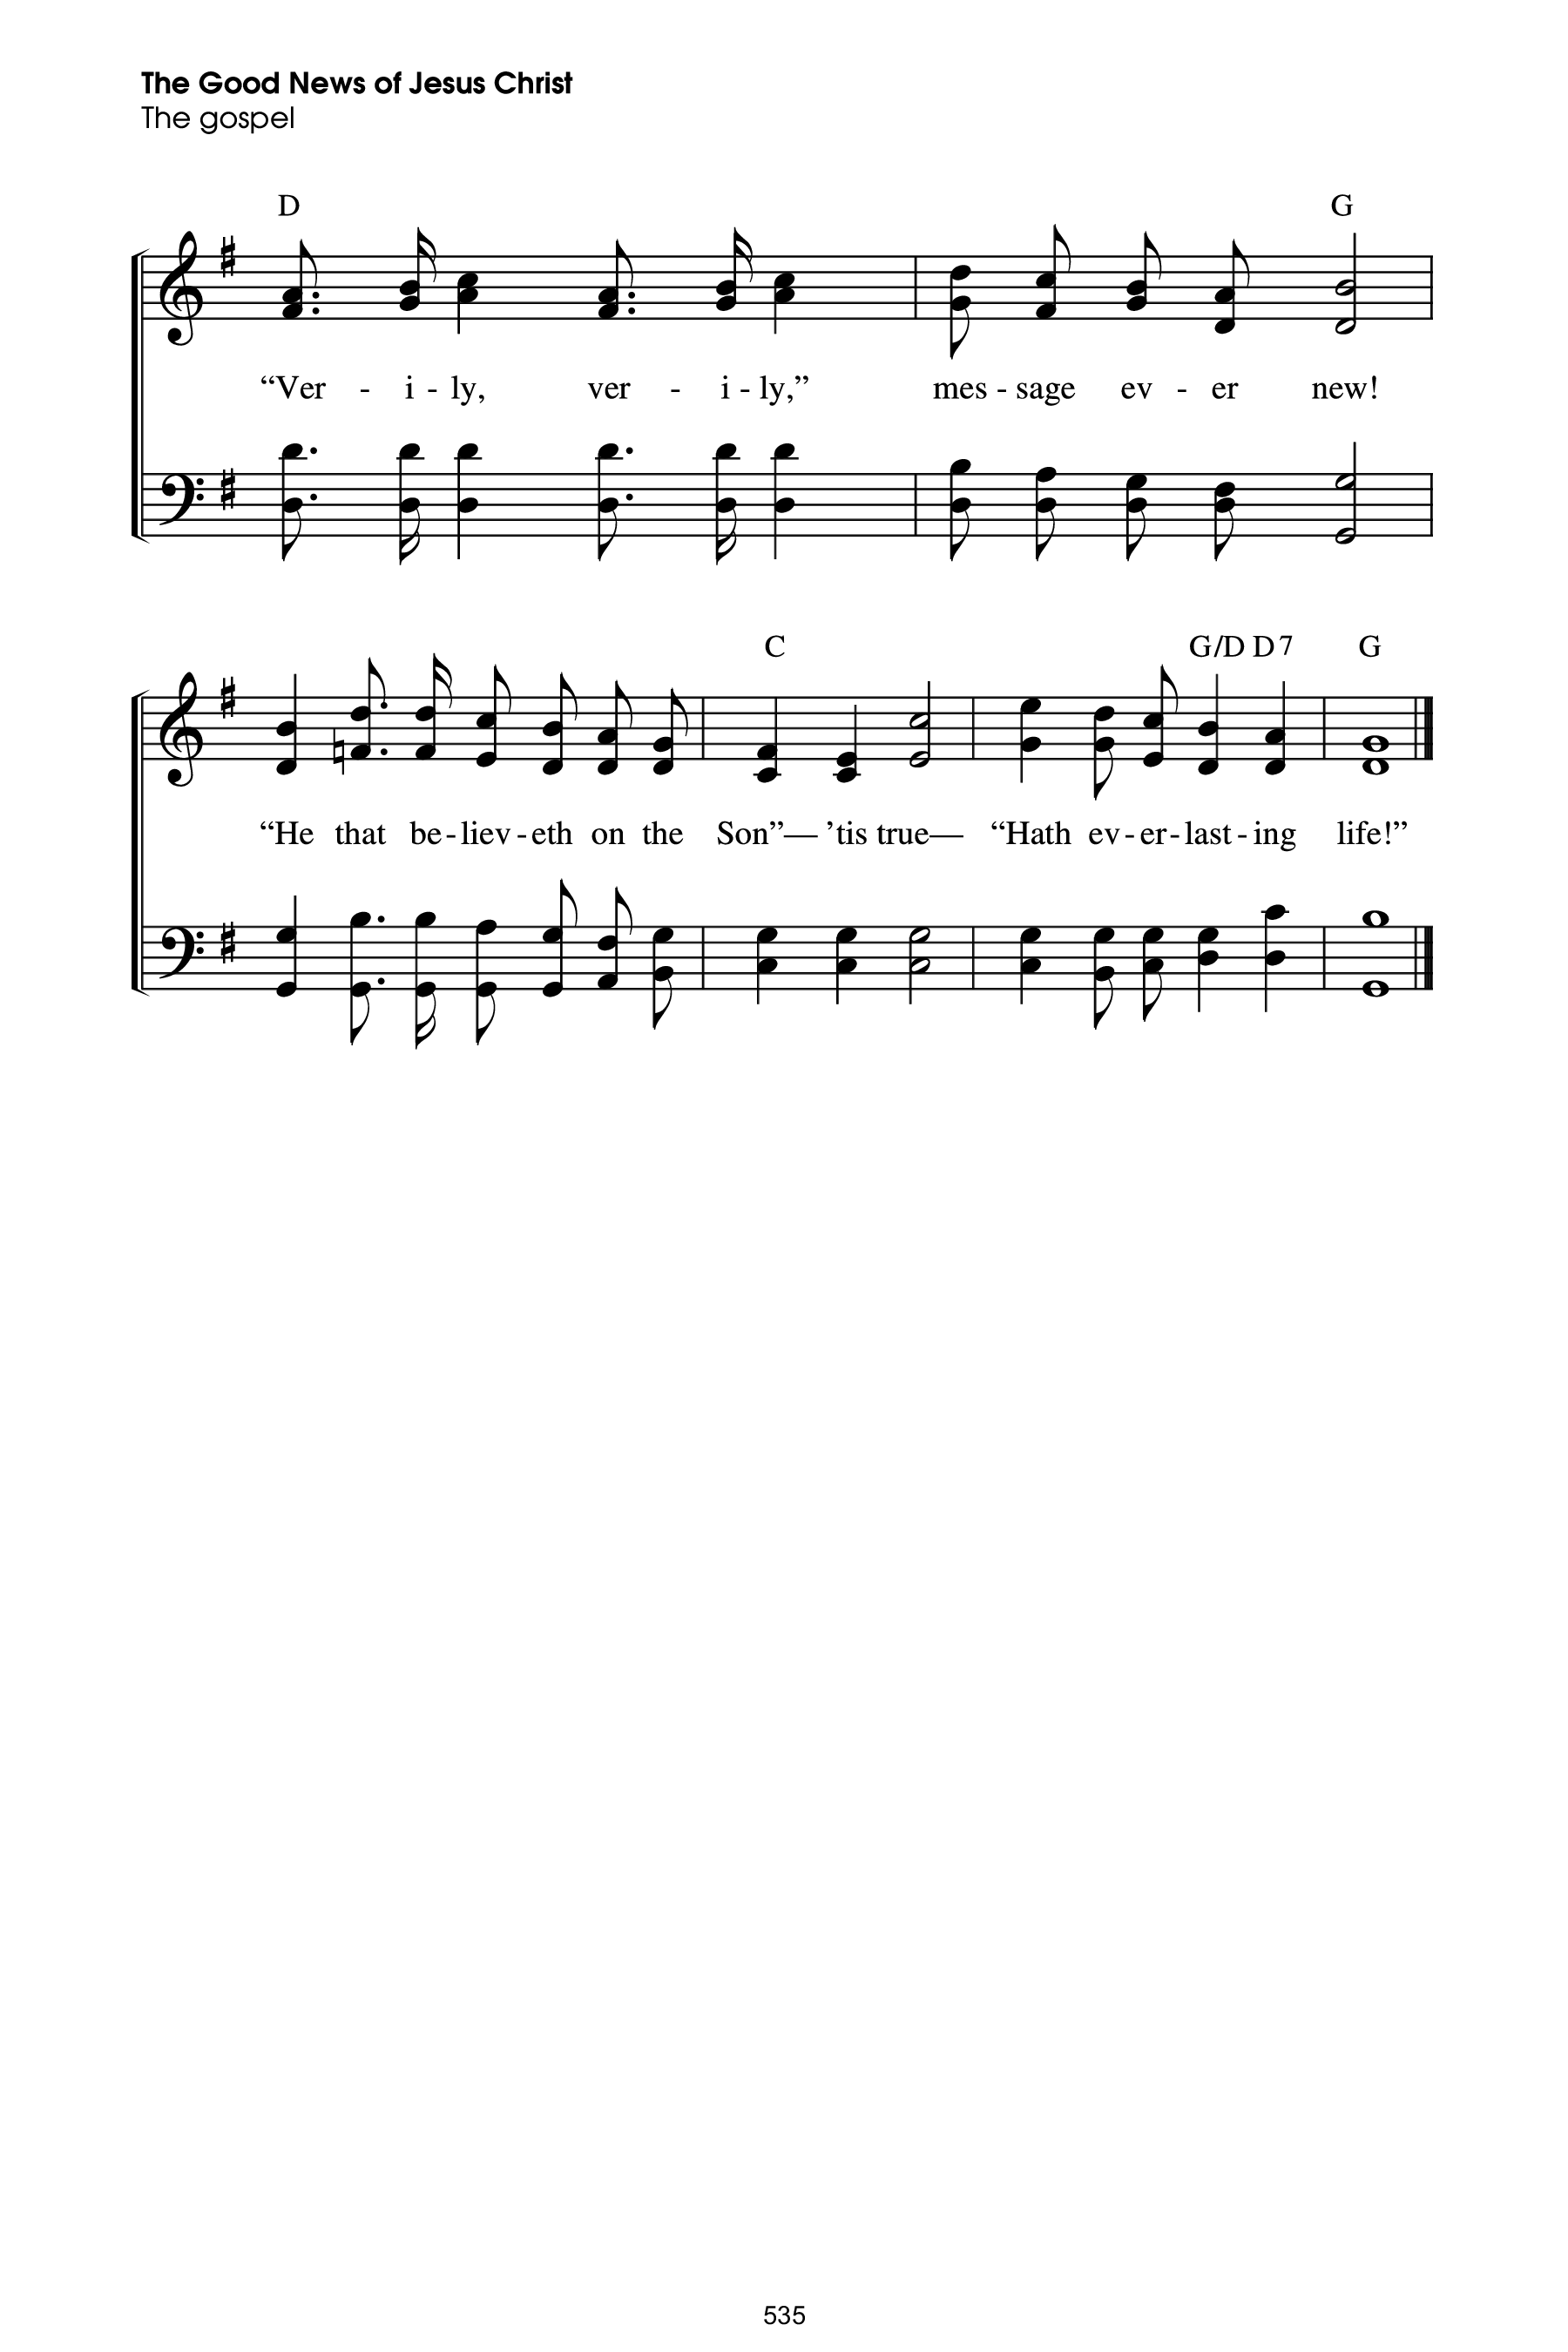 The Good News of Jesus Christ
The gospel
D G
“Ver - i - ly, ver - i - ly,” mes - sage ev - er new!
C G/D D7 G
“He that be - liev - eth on the Son”— ’tis true— “Hath ev - er - last - ing life!”
535